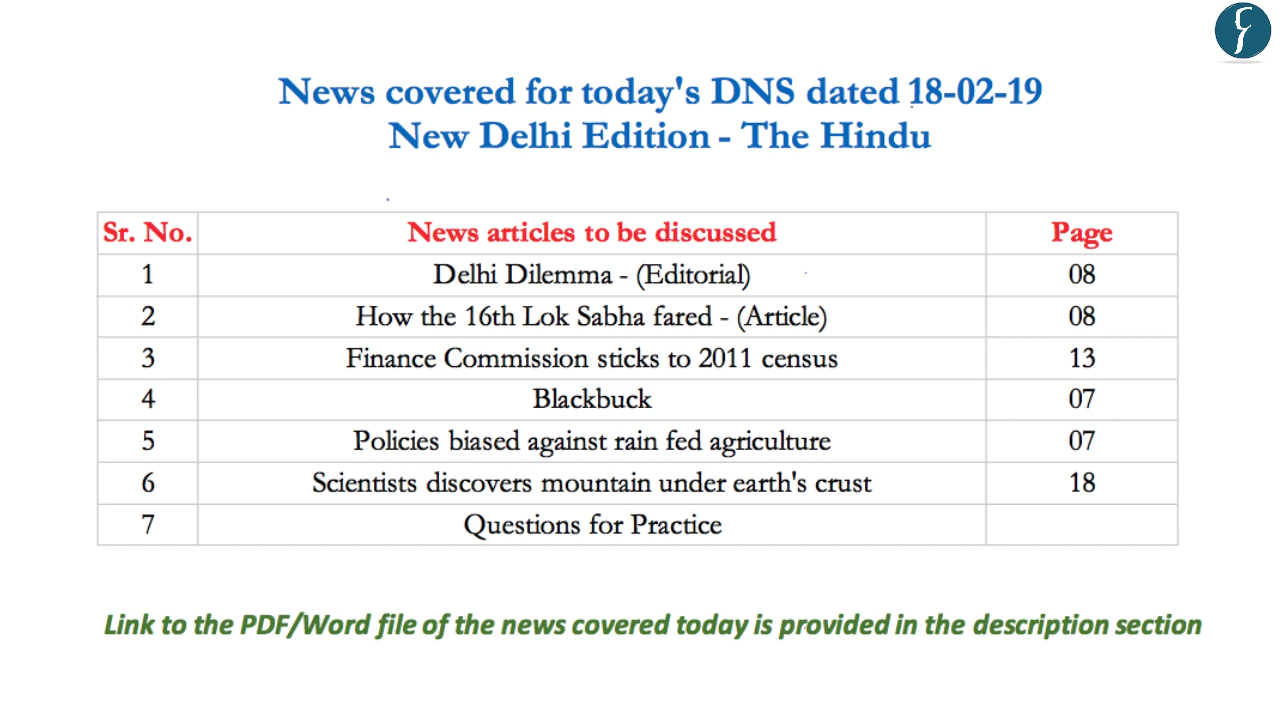 News covered for today's DNS dated 18-02-19
New Delhi Edition - The Hindu
Sr. No. News articles to be discussed Page
1 Delhi Dilemma - (Editorial) 08
2 How the 16th Lok Sabha fared - (Article) 08
3 Finance Commission sticks to 2011 census 13
4 Blackbuck 07
5 Policies biased against rain fed agriculture 07
6 Scientists discovers mountain under earth's crust 18
7 Questions for Practice
Link to the PDF/Word file of the news covered today is provided in the description section